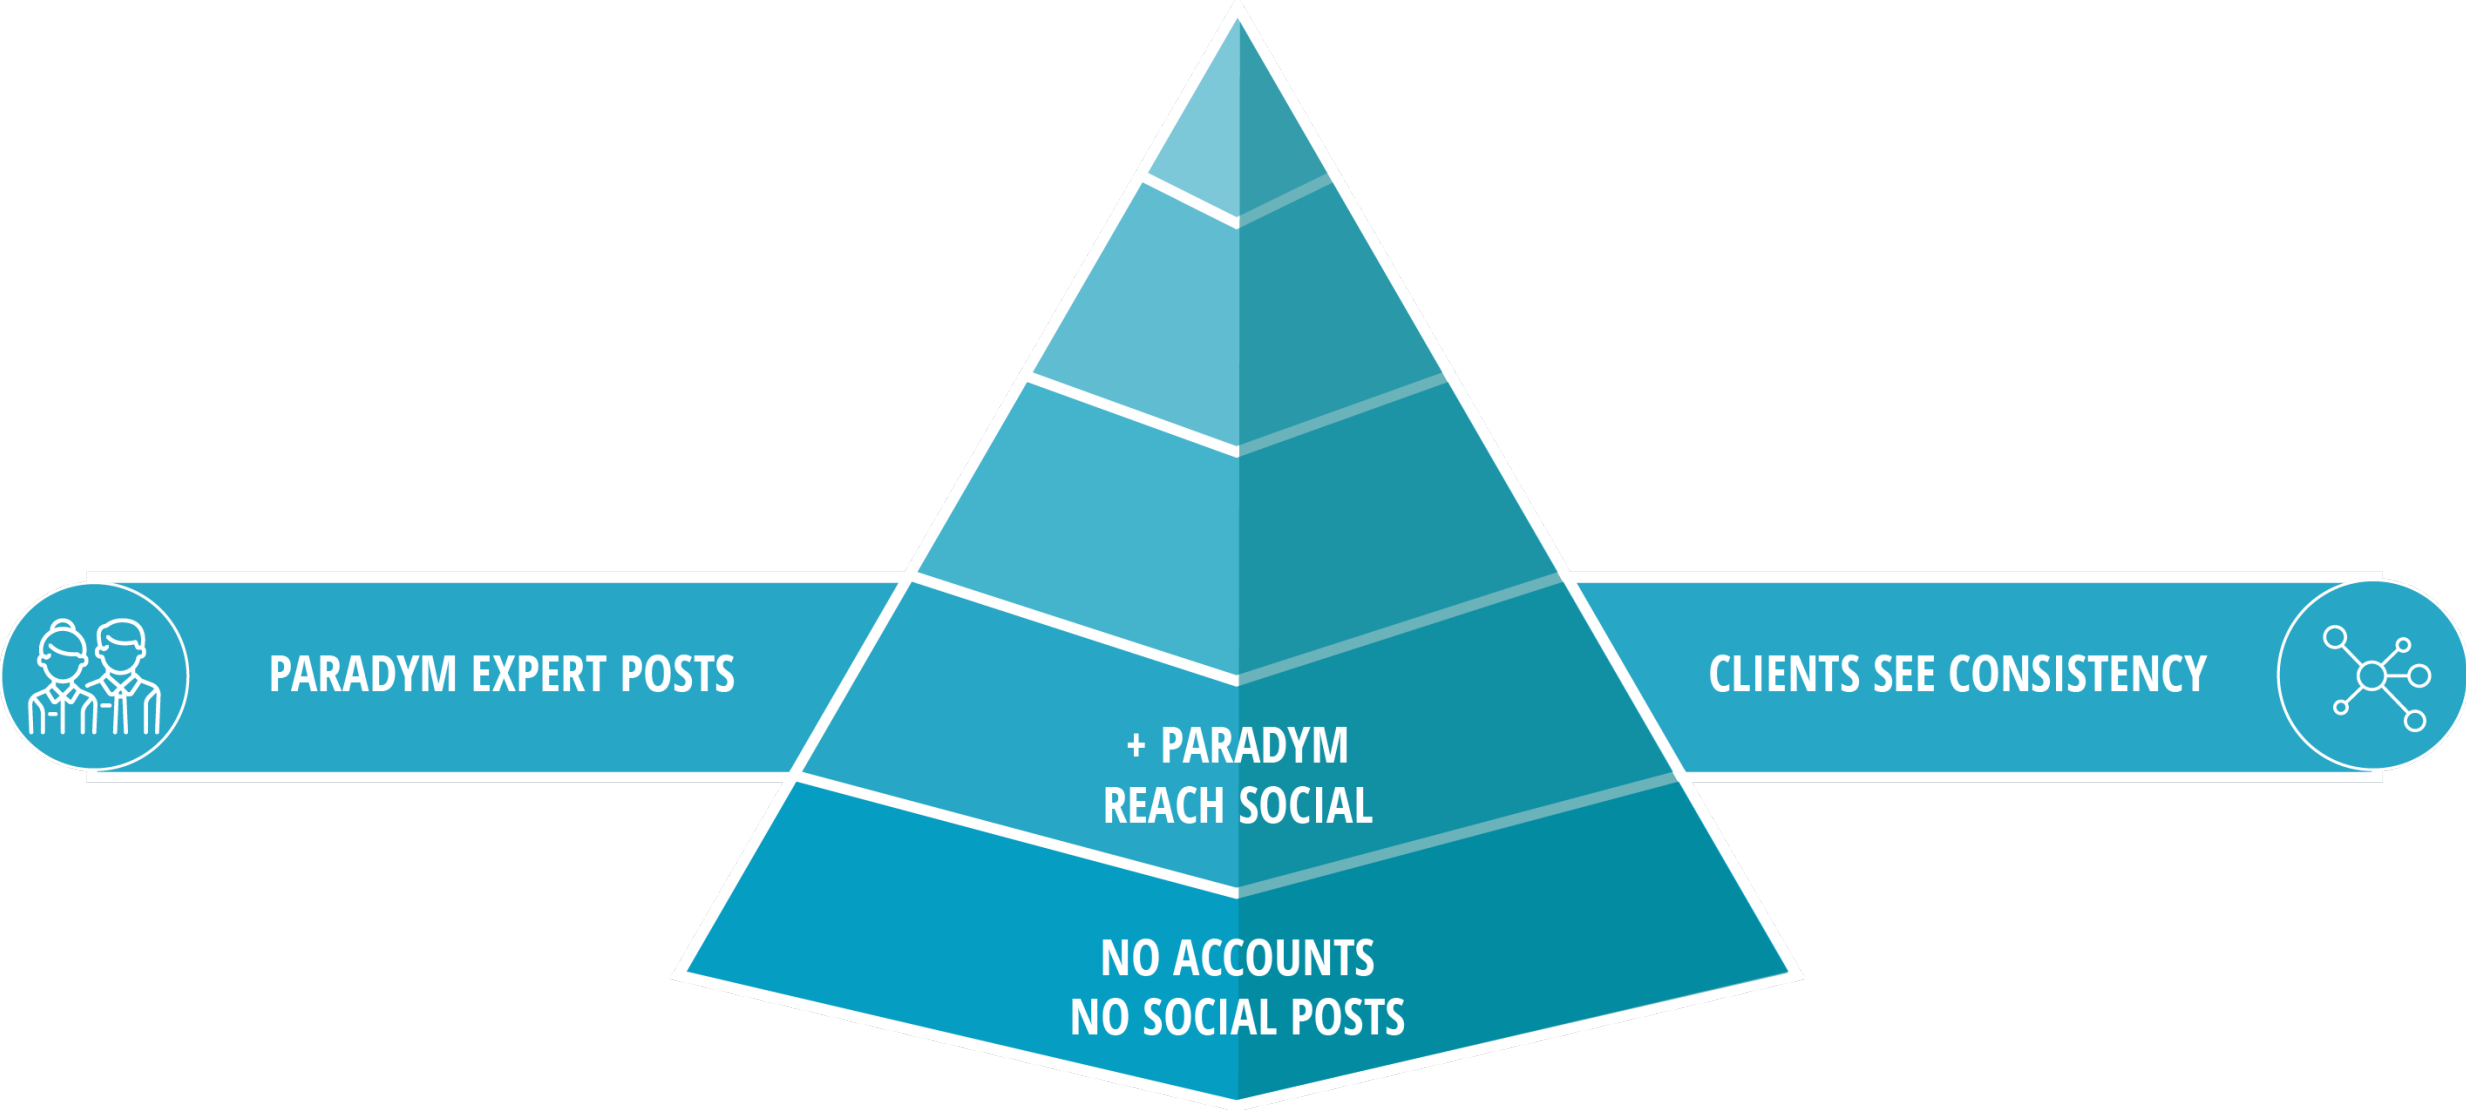 PARADYM EXPERT POSTS
CLIENTS SEE CONSISTENCY
+ PARADYM
REACH SOCIAL
NO ACCOUNTS
NO SOCIAL POSTS